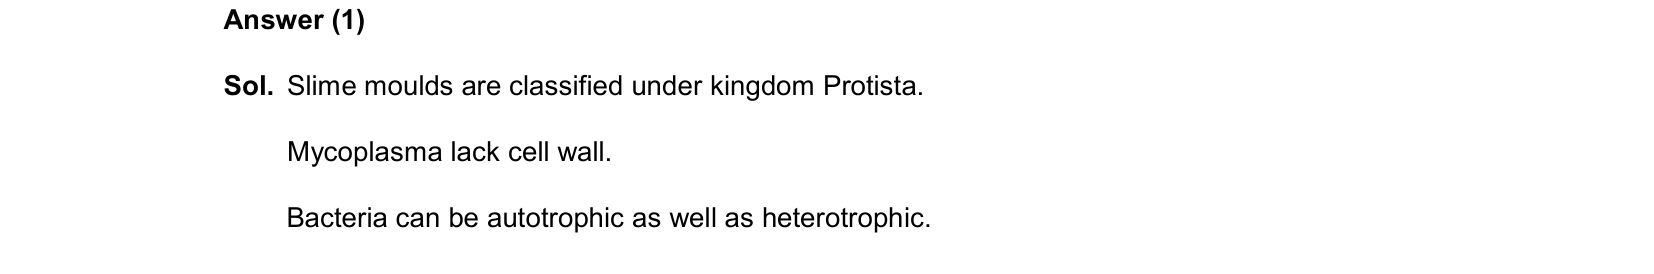 Answer (1)
Sol. Slime moulds are classified under kingdom Protista.
Mycoplasma lack cell wall.
Bacteria can be autotrophic as well as heterotrophic.